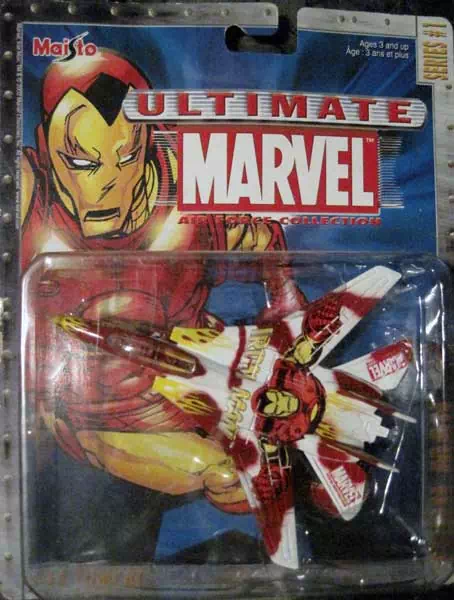 Maisto
Ages 3 and up
Âge : 3 ans et plus
SERIES #1
ULTIMATE
MARVEL
TM
AIR FORCE COLLECTION
IRON MAN
MARVEL
MARVEL